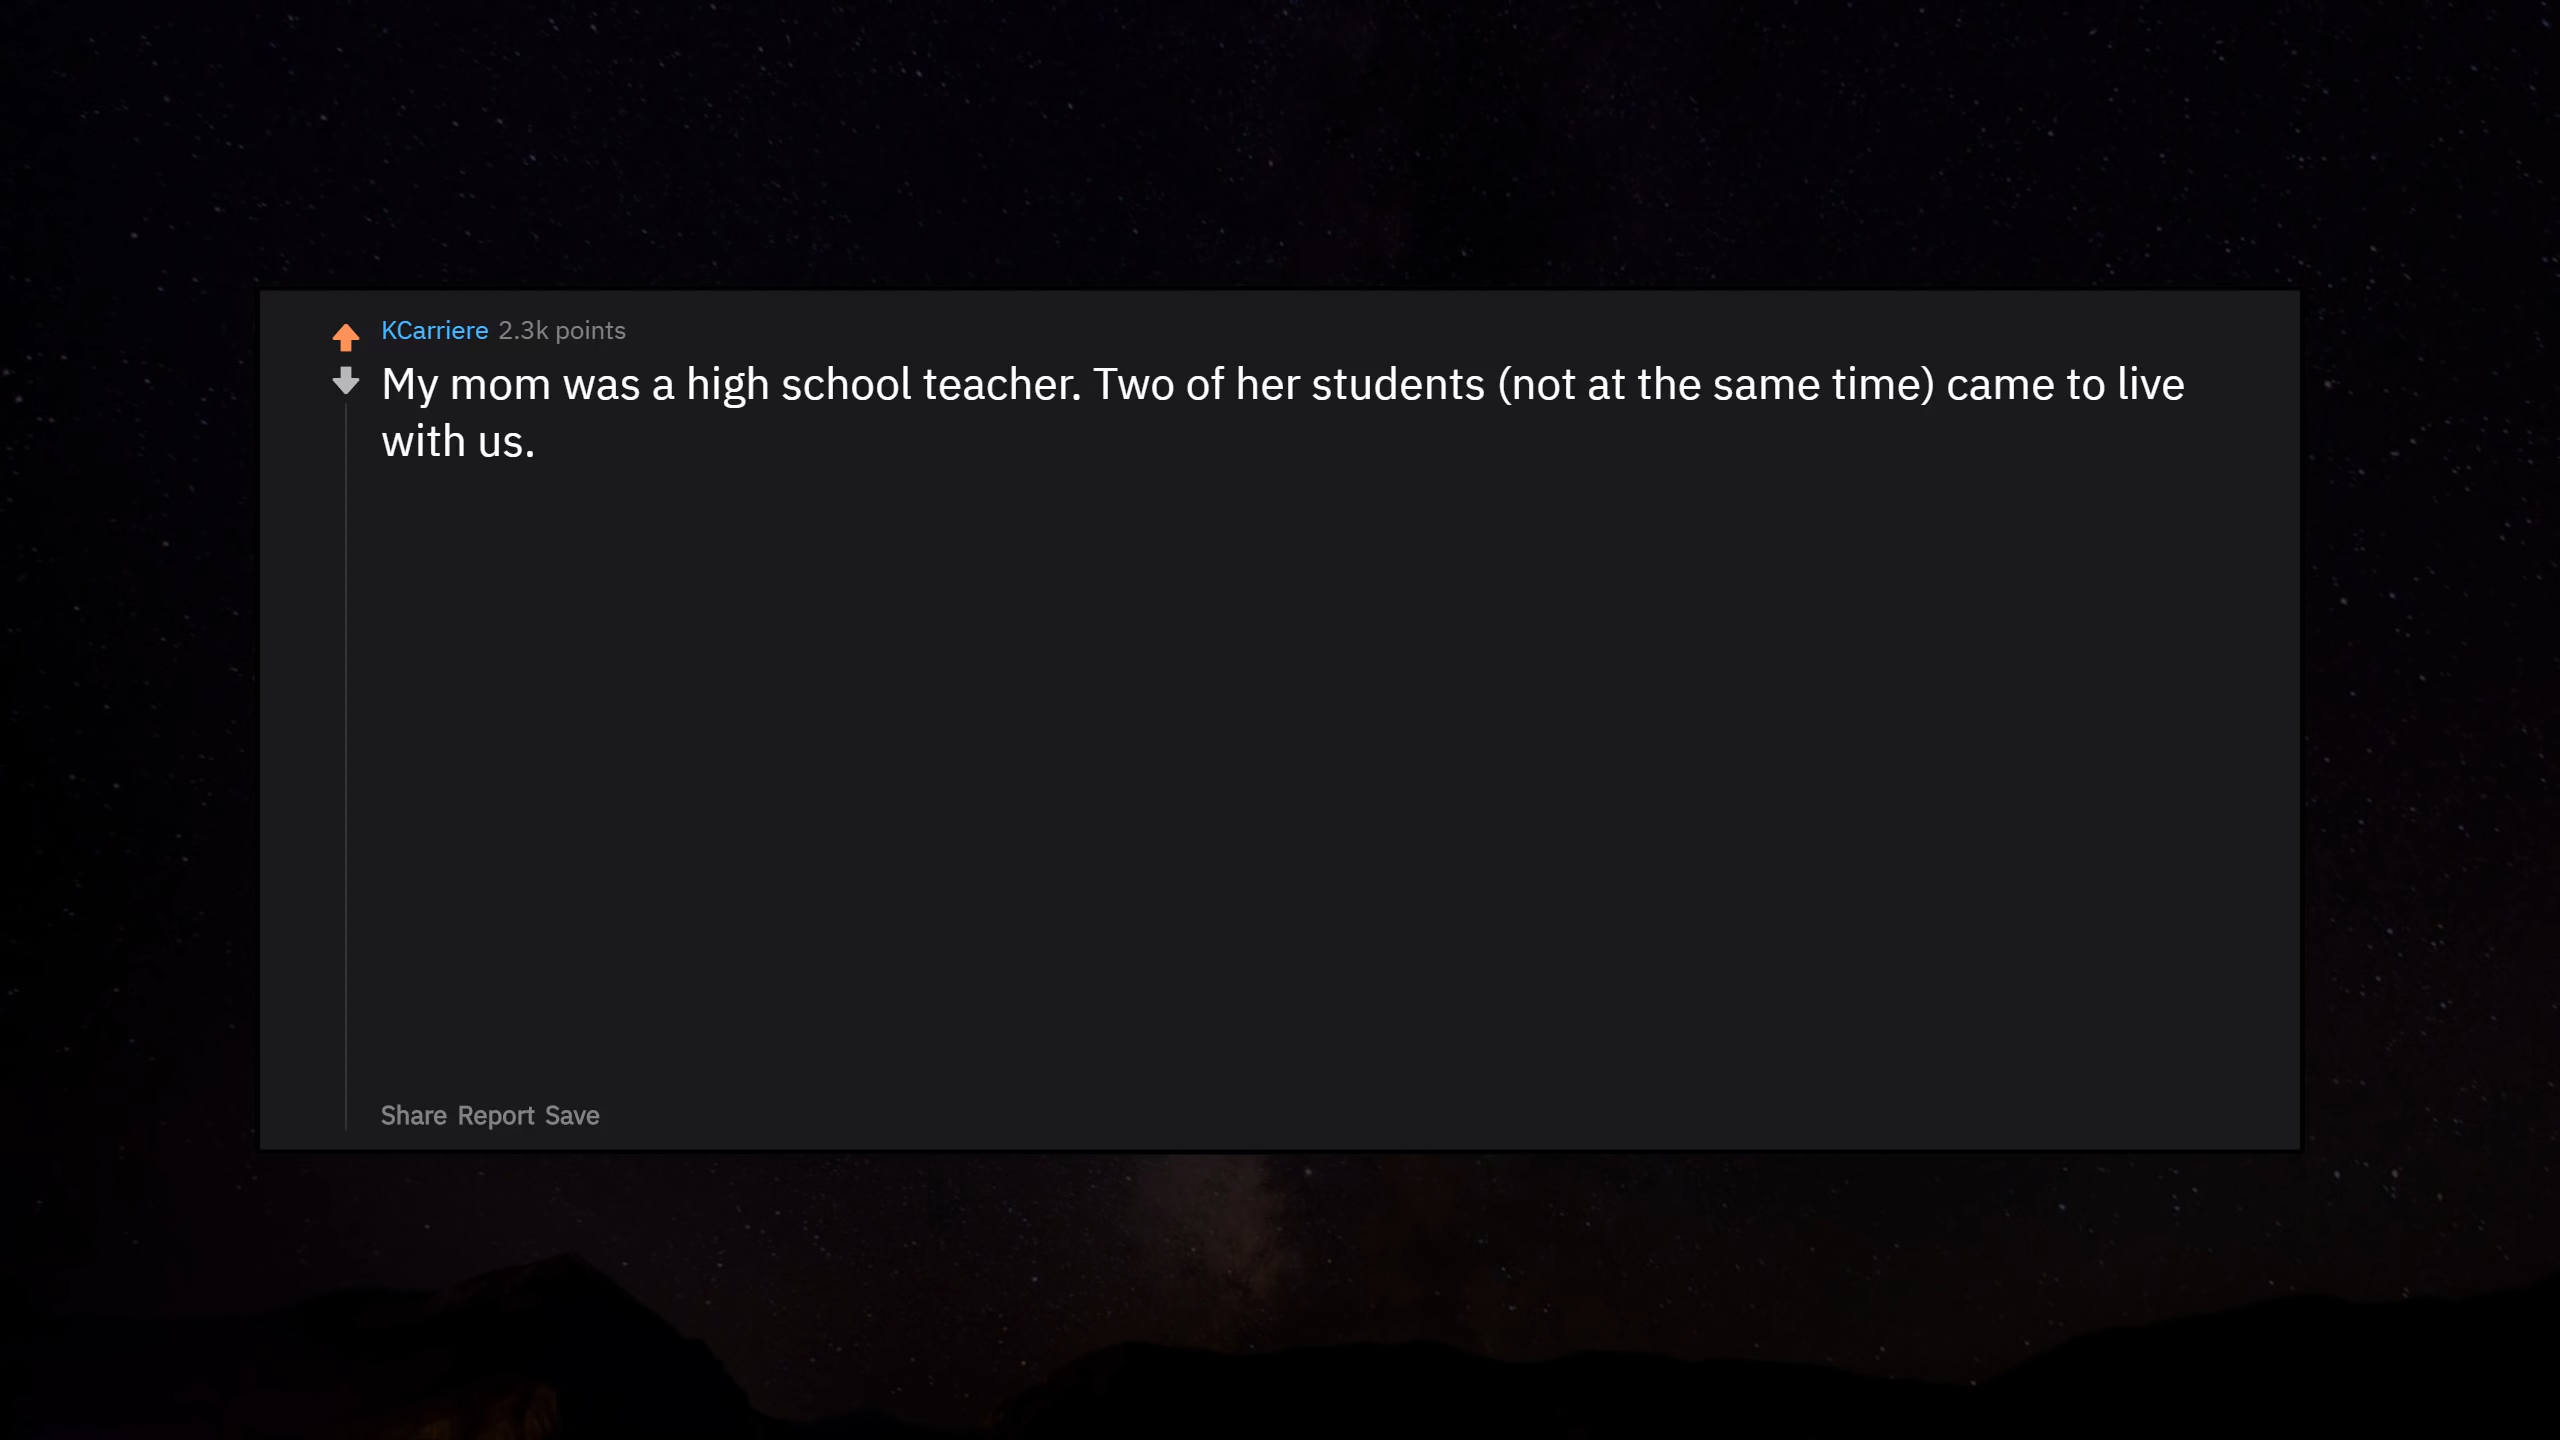 KCarriere 2.3k points
My mom was a high school teacher. Two of her students (not at the same time) came to live
with us.
Share Report Save